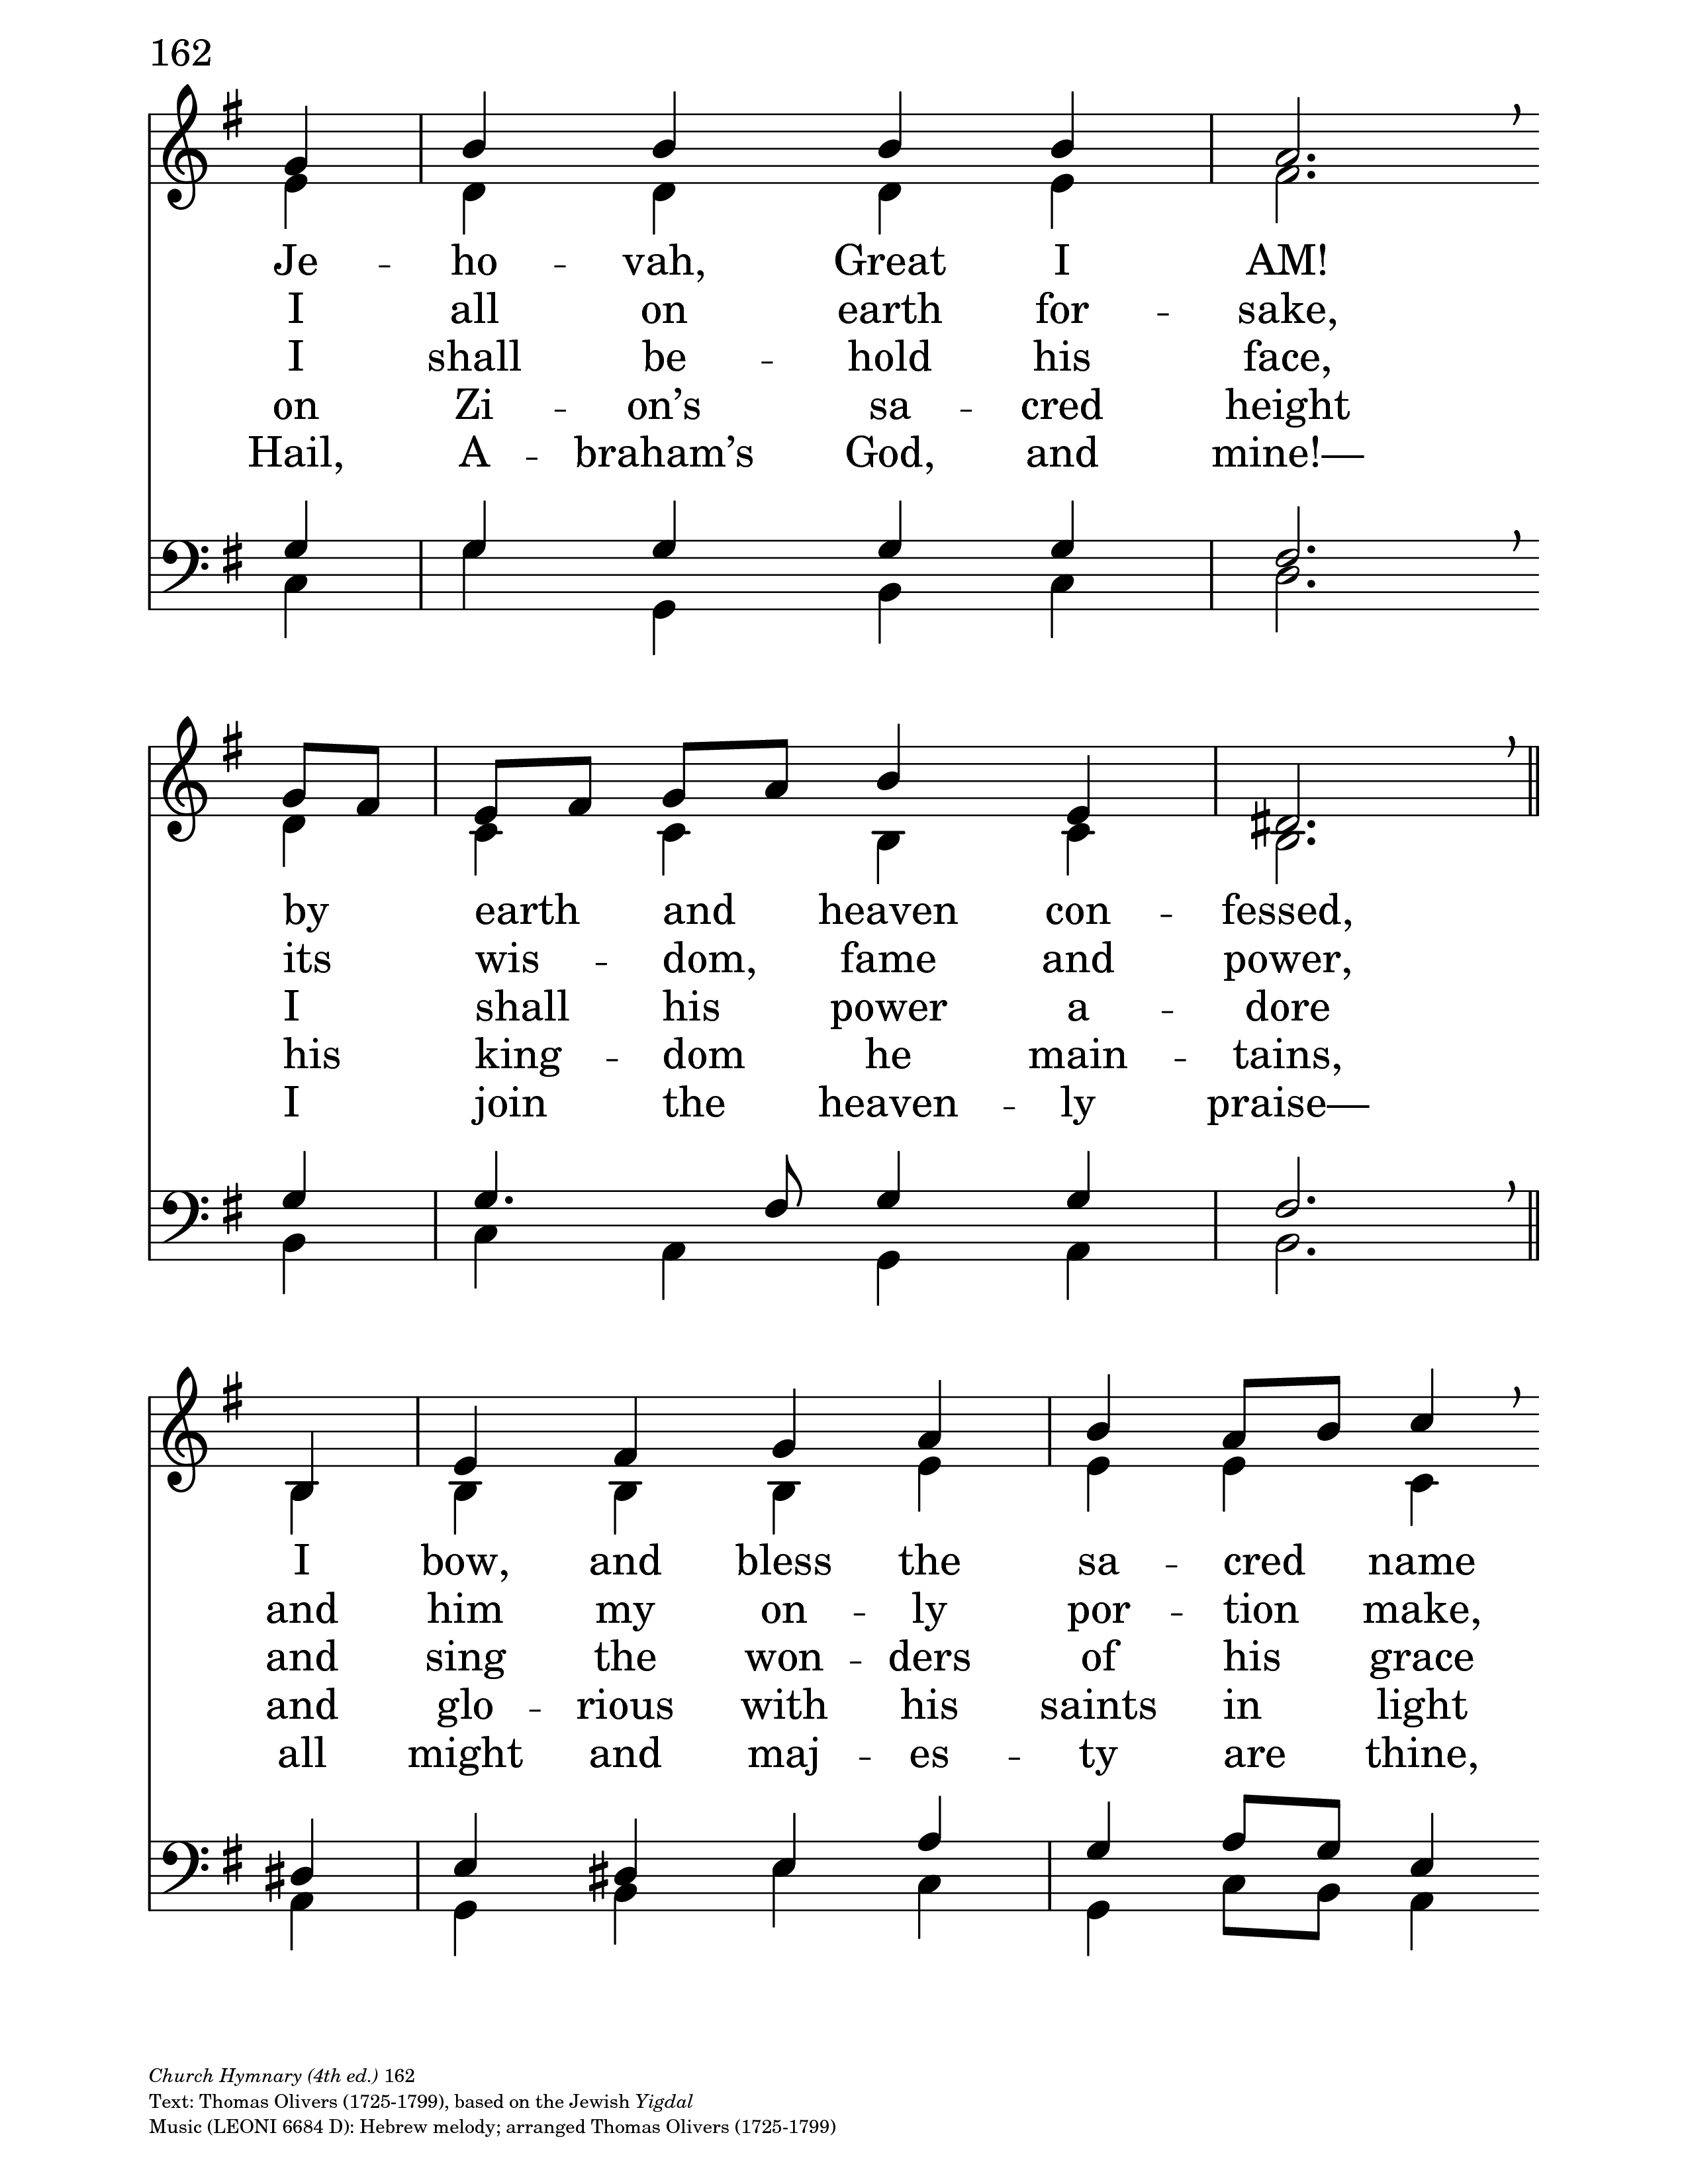 162
Je - ho - vah, Great I AM!
I all on earth for - sake,
I shall be - hold his face,
on Zi - on’s sa - cred height
Hail, A - braham’s God, and mine!—
by earth and heaven con - fessed,
its wis - dom, fame and power,
I shall his power a - dore
his king - dom he main - tains,
I join the heaven - ly praise—
I bow, and bless the sa - cred name
and him my on - ly por - tion make,
and sing the won - ders of his grace
and glo - rious with his saints in light
all might and maj - es - ty are thine,
Church Hymnary (4th ed.) 162
Text: Thomas Olivers (1725-1799), based on the Jewish Yigdal
Music (LEONI 6684 D): Hebrew melody; arranged Thomas Olivers (1725-1799)